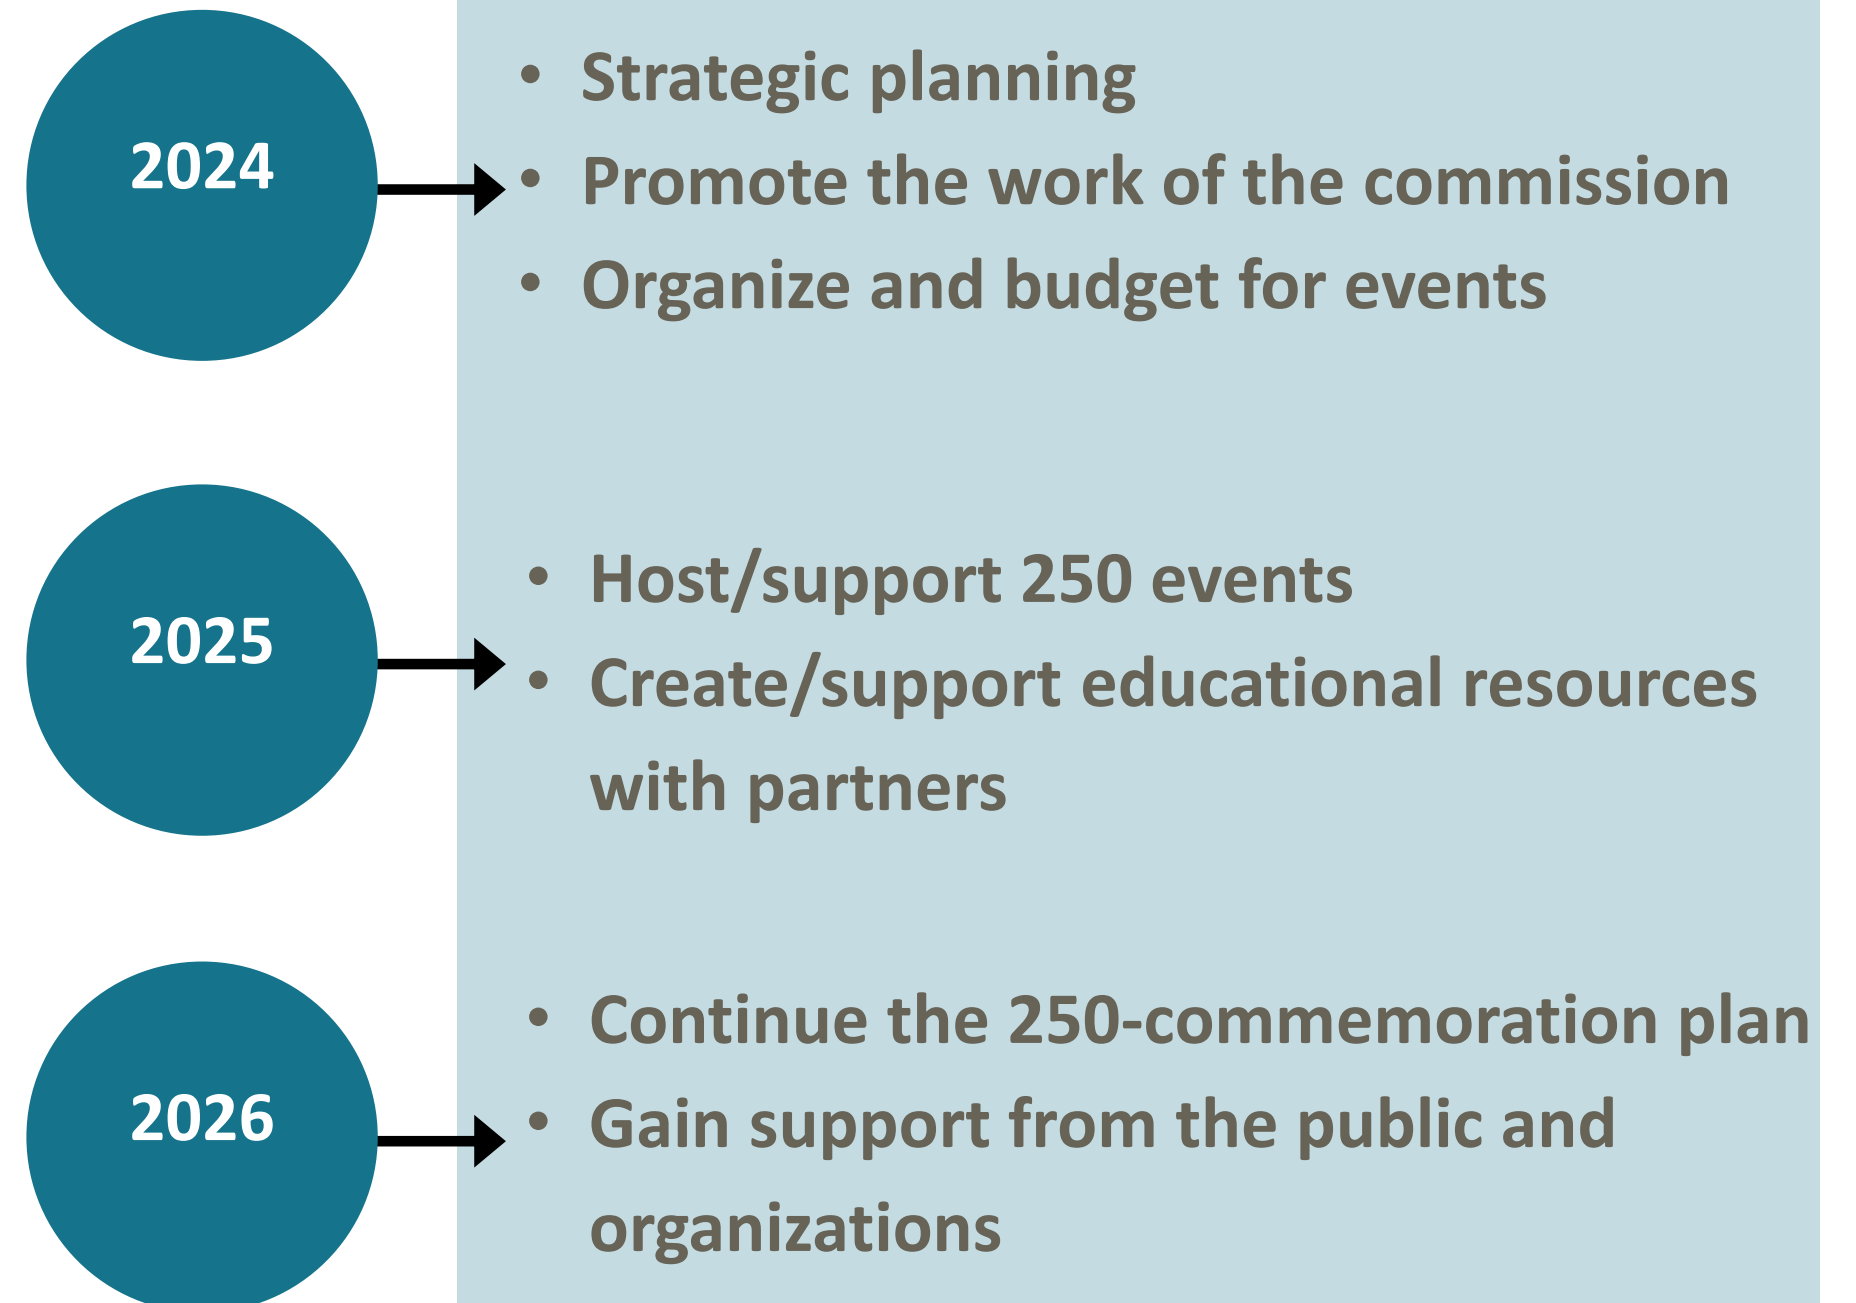 2024
• Strategic planning
• Promote the work of the commission
• Organize and budget for events
2025
• Host/support 250 events
• Create/support educational resources
with partners
2026
• Continue the 250-commemoration plan
• Gain support from the public and
organizations